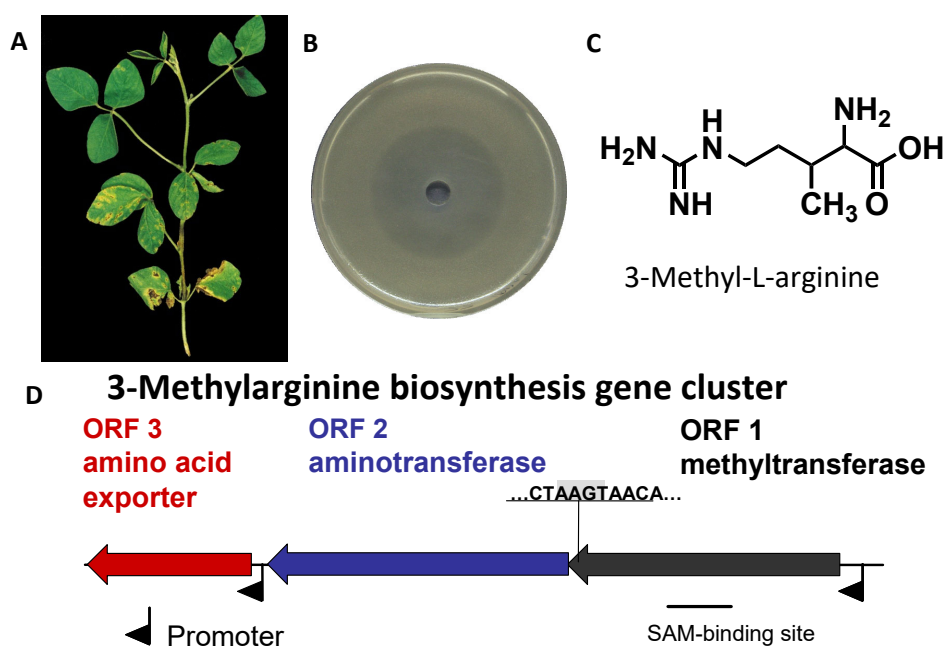 A
B
C
H
NH2
H2N
N
OH
NH
CH3 O
3-Methyl-L-arginine
D
3-Methylarginine biosynthesis gene cluster
ORF 3
amino acid
exporter
ORF 2
aminotransferase
ORF 1
methyltransferase
...CTAAGTAACA...
Promoter
SAM-binding site